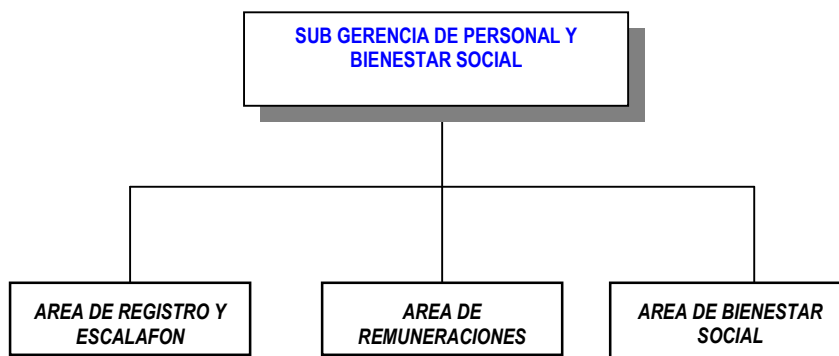 SUB GERENCIA DE PERSONAL Y
BIENESTAR SOCIAL
AREA DE REGISTRO Y
ESCALAFON
AREA DE
REMUNERACIONES
AREA DE BIENESTAR
SOCIAL